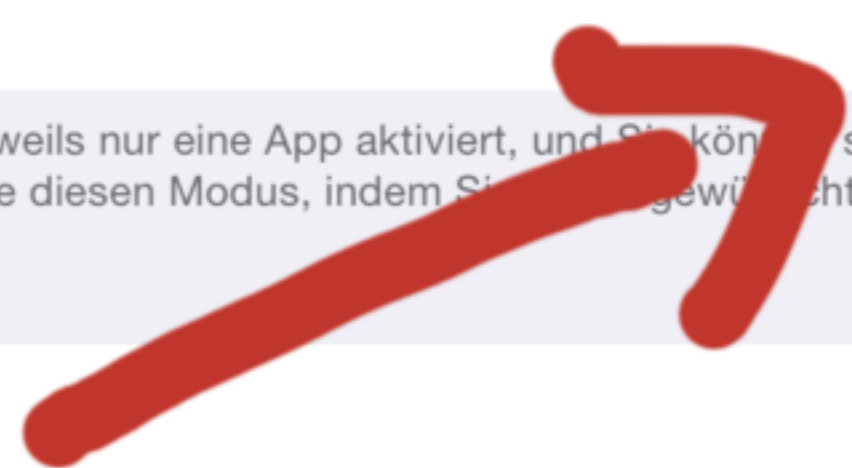 weils nur eine App aktiviert, und
e diesen Modus, indem